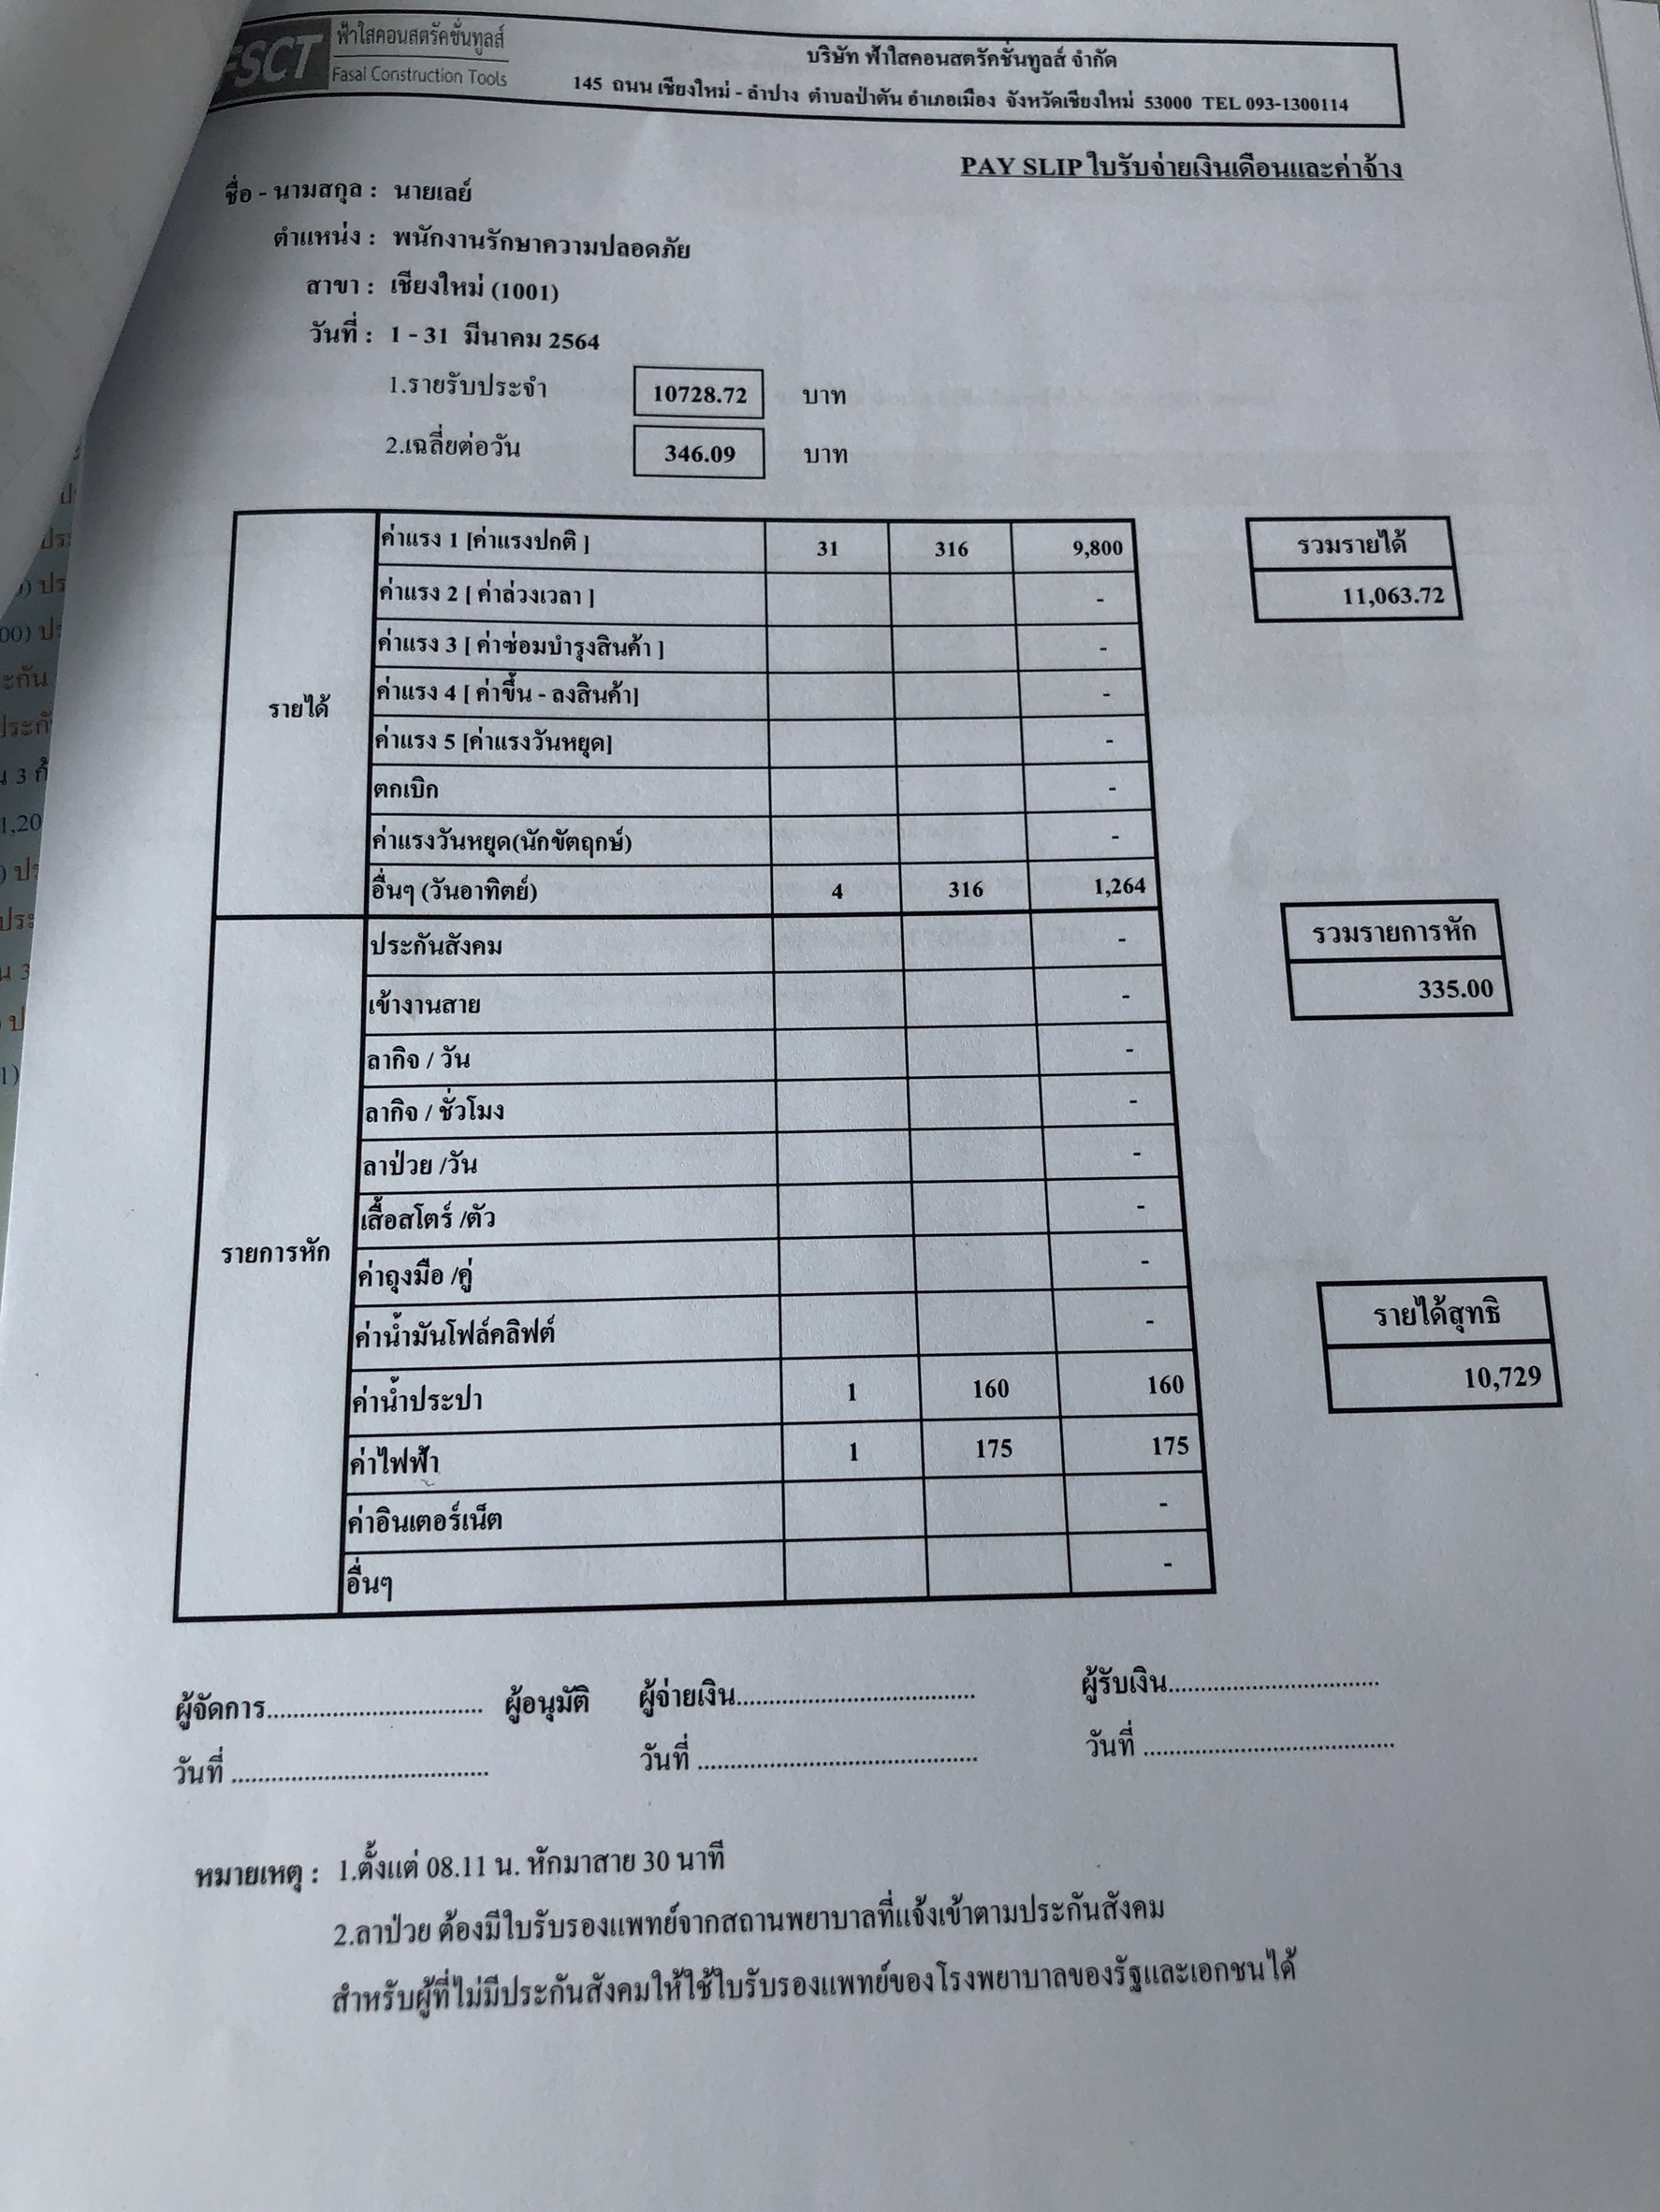 FSCT ฟ้าใสคอนสตรัคชั่นทูลส์
Fasai Construction Tools
บริษัท ฟ้าใสคอนสตรัคชั่นทูลส์ จำกัด
145 ถนน เชียงใหม่ - ลำปาง ตำบลป่าตัน อำเภอเมือง จังหวัดเชียงใหม่ 53000 TEL 093-1300114
PAY SLIP ใบรับจ่ายเงินเดือนและค่าจ้าง
ชื่อ - นามสกุล : นายเลย์
ตำแหน่ง : พนักงานรักษาความปลอดภัย
สาขา : เชียงใหม่ (1001)
วันที่ : 1 - 31 มีนาคม 2564
1.รายรับประจำ 10728.72 บาท
2.เฉลี่ยต่อวัน 346.09 บาท
รายได้
ค่าแรง 1 [ค่าแรงปกติ ] 31 316 9,800
ค่าแรง 2 [ ค่าล่วงเวลา ] -
ค่าแรง 3 [ ค่าซ่อมบำรุงสินค้า ] -
ค่าแรง 4 [ ค่าขึ้น - ลงสินค้า] -
ค่าแรง 5 [ค่าแรงวันหยุด] -
ตกเบิก -
ค่าแรงวันหยุด(นักขัตฤกษ์) -
อื่นๆ (วันอาทิตย์) 4 316 1,264
รวมรายได้
11,063.72
รายการหัก
ประกันสังคม -
เข้างานสาย -
ลากิจ / วัน -
ลากิจ / ชั่วโมง -
ลาป่วย /วัน -
เสื้อสโตร์ /ตัว -
ค่าถุงมือ /คู่ -
ค่าน้ำมันโฟล์คลิฟต์ -
ค่าน้ำประปา 1 160 160
ค่าไฟฟ้า 1 175 175
ค่าอินเตอร์เน็ต -
อื่นๆ -
รวมรายการหัก
335.00
รายได้สุทธิ
10,729
ผู้จัดการ................................. ผู้อนุมัติ ผู้จ่ายเงิน.................................... ผู้รับเงิน................................
วันที่ ....................................... วันที่ .......................................... วันที่ ......................................
หมายเหตุ : 1.ตั้งแต่ 08.11 น. หักมาสาย 30 นาที
2.ลาป่วย ต้องมีใบรับรองแพทย์จากสถานพยาบาลที่แจ้งเข้าตามประกันสังคม
สำหรับผู้ที่ไม่มีประกันสังคมให้ใช้ใบรับรองแพทย์ของโรงพยาบาลของรัฐและเอกชนได้